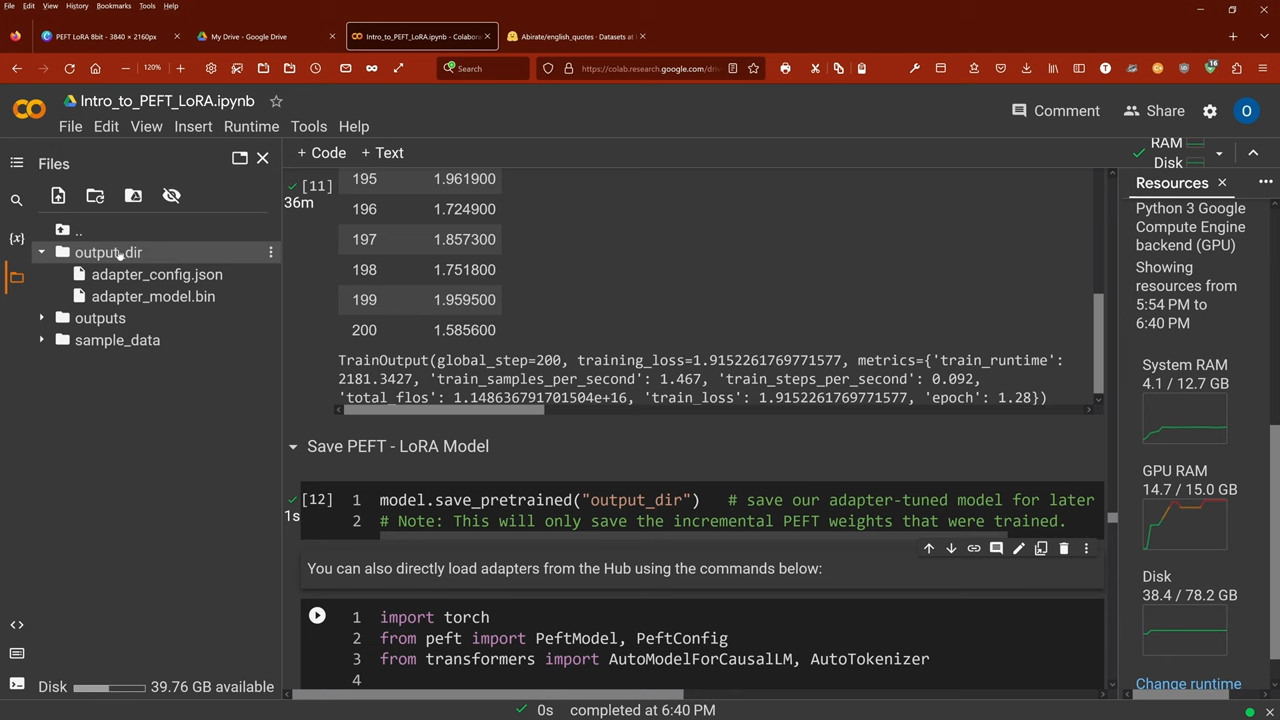 File Edit View History Bookmarks Tools Help
PEFT LoRA 8bit - 3840 × 2160px
My Drive - Google Drive
Intro_to_PEFT_LoRA.ipynb - Colabora
Abirate/english_quotes · Datasets at
120%
Search
https://colab.research.google.com/driv
16
Intro_to_PEFT_LoRA.ipynb
Comment
Share
O
File Edit View Insert Runtime Tools Help
Files
+ Code + Text
RAM
Disk
..
output_dir
adapter_config.json
adapter_model.bin
outputs
sample_data
{x}
Disk 39.76 GB available
[11]
36m
195 1.961900
196 1.724900
197 1.857300
198 1.751800
199 1.959500
200 1.585600
TrainOutput(global_step=200, training_loss=1.9152261769771577, metrics={'train_runtime':
2181.3427, 'train_samples_per_second': 1.467, 'train_steps_per_second': 0.092,
'total_flos': 1.148636791701504e+16, 'train_loss': 1.9152261769771577, 'epoch': 1.28})
Save PEFT - LoRA Model
[12]
1s
1 model.save_pretrained("output_dir") # save our adapter-tuned model for later
2 # Note: This will only save the incremental PEFT weights that were trained.
You can also directly load adapters from the Hub using the commands below:
1 import torch
2 from peft import PeftModel, PeftConfig
3 from transformers import AutoModelForCausalLM, AutoTokenizer
4
Resources
Python 3 Google
Compute Engine
backend (GPU)
Showing
resources from
5:54 PM to
6:40 PM
System RAM
4.1 / 12.7 GB
GPU RAM
14.7 / 15.0 GB
Disk
38.4 / 78.2 GB
Change runtime
0s completed at 6:40 PM